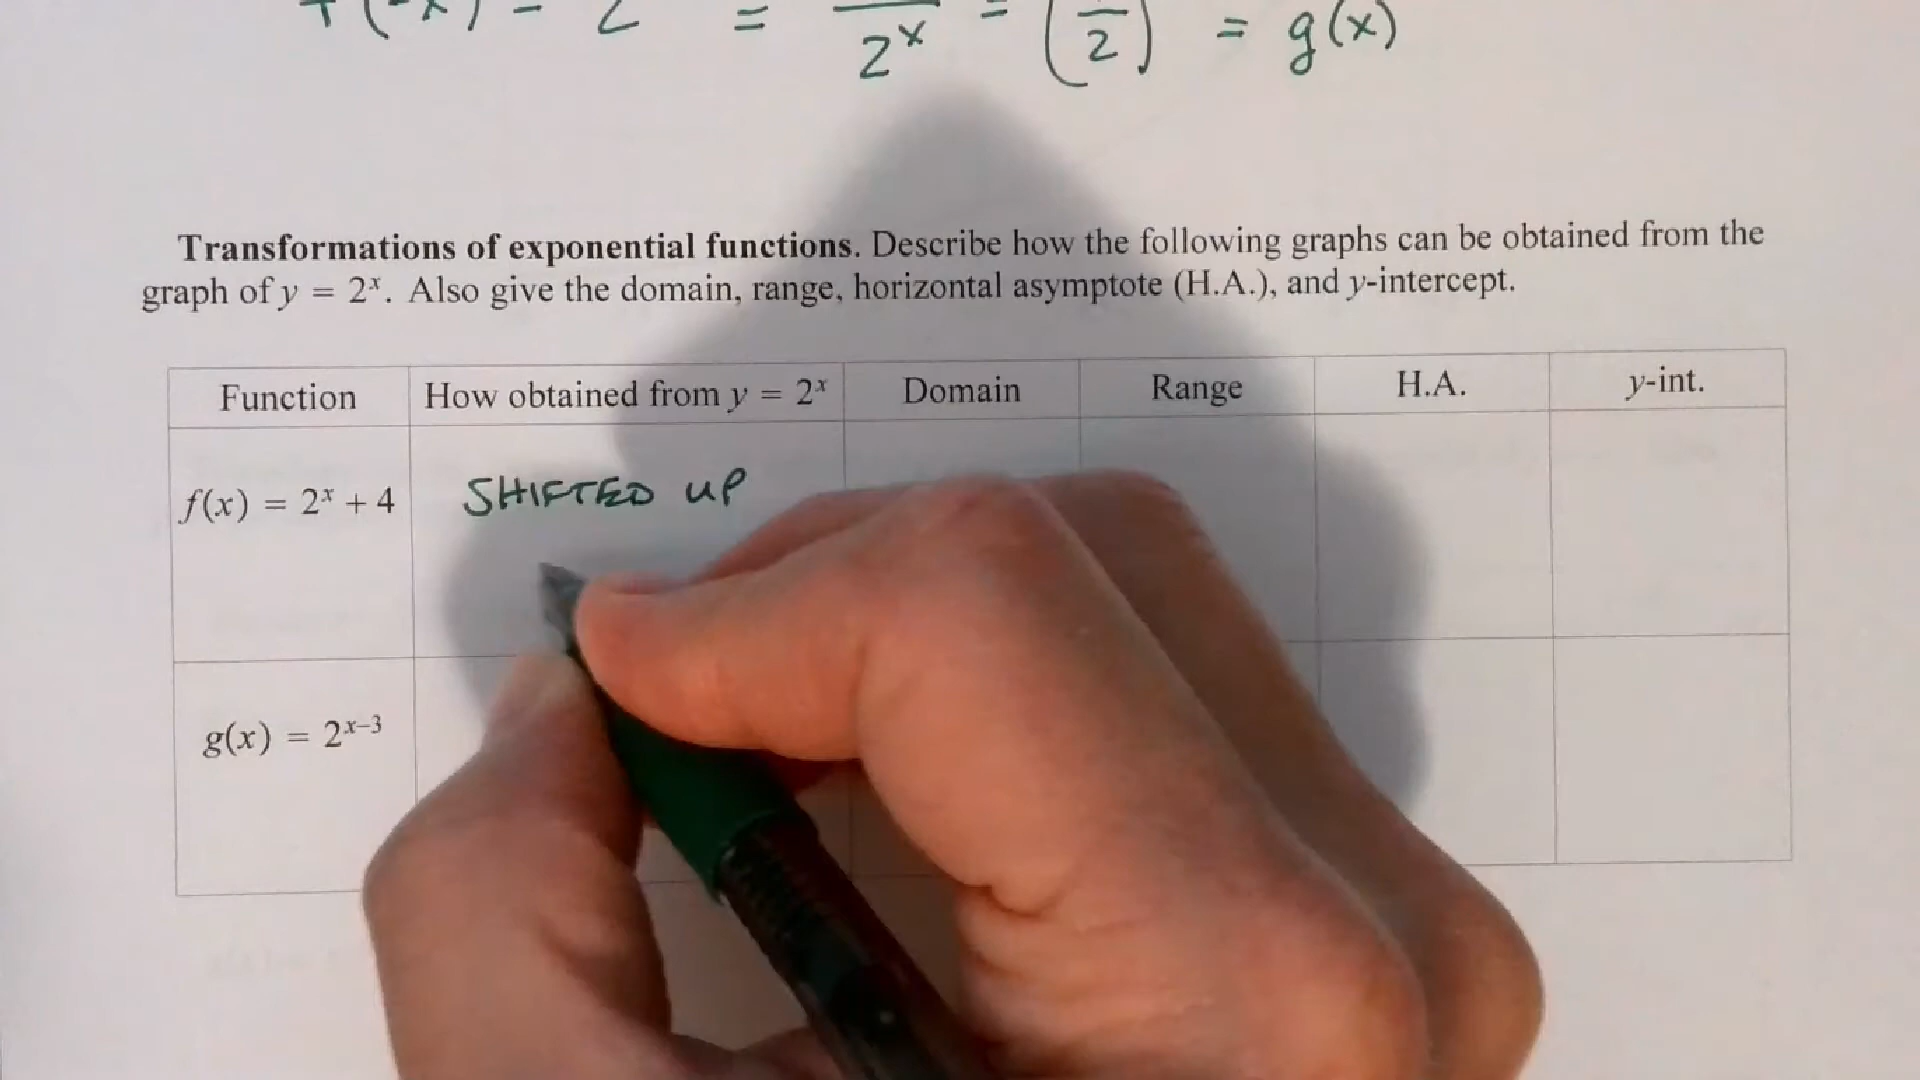 f(-x) = 2 = 2^x = (1/2) = g(x)
Transformations of exponential functions. Describe how the following graphs can be obtained from the
graph of y = 2^x. Also give the domain, range, horizontal asymptote (H.A.), and y-intercept.
Function How obtained from y = 2^x Domain Range H.A. y-int.
f(x) = 2^x + 4 SHIFTED UP
g(x) = 2^{x-3}